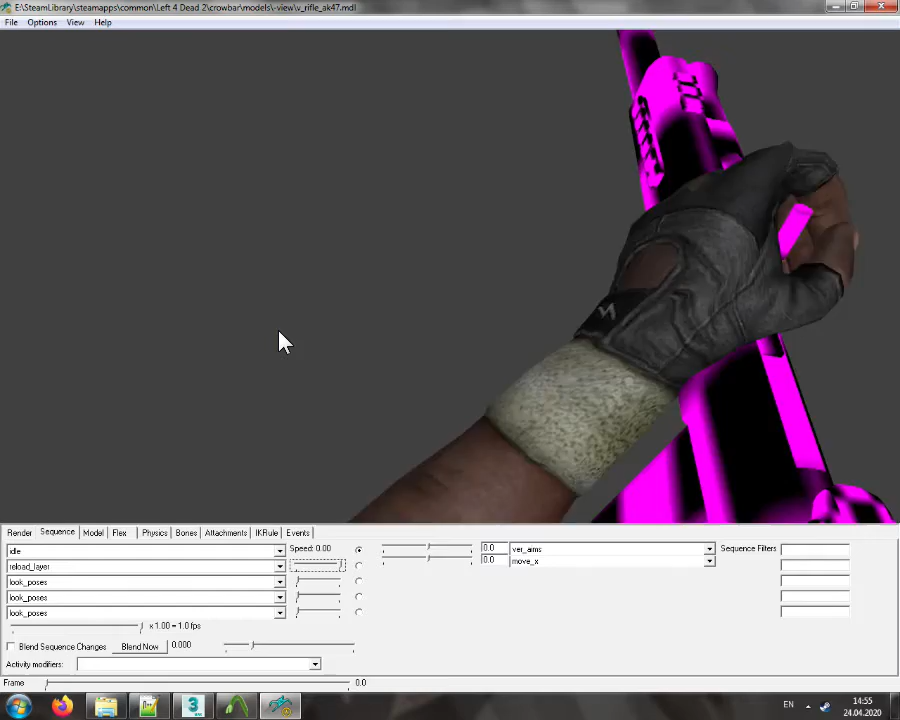 E:\SteamLibrary\steamapps\common\Left 4 Dead 2\crowbar\models\-view\v_rifle_ak47.mdl
File Options View Help
Render Sequence Model Flex Physics Bones Attachments IKRule Events
idle Speed: 0.00 0.0 ver_aims Sequence Filters
reload_layer 0.0 move_x
look_poses
look_poses
look_poses
x 1.00 = 1.0 fps
Blend Sequence Changes Blend Now 0.000
Activity modifiers:
Frame 0.0
3
EN 14:55
24.04.2020